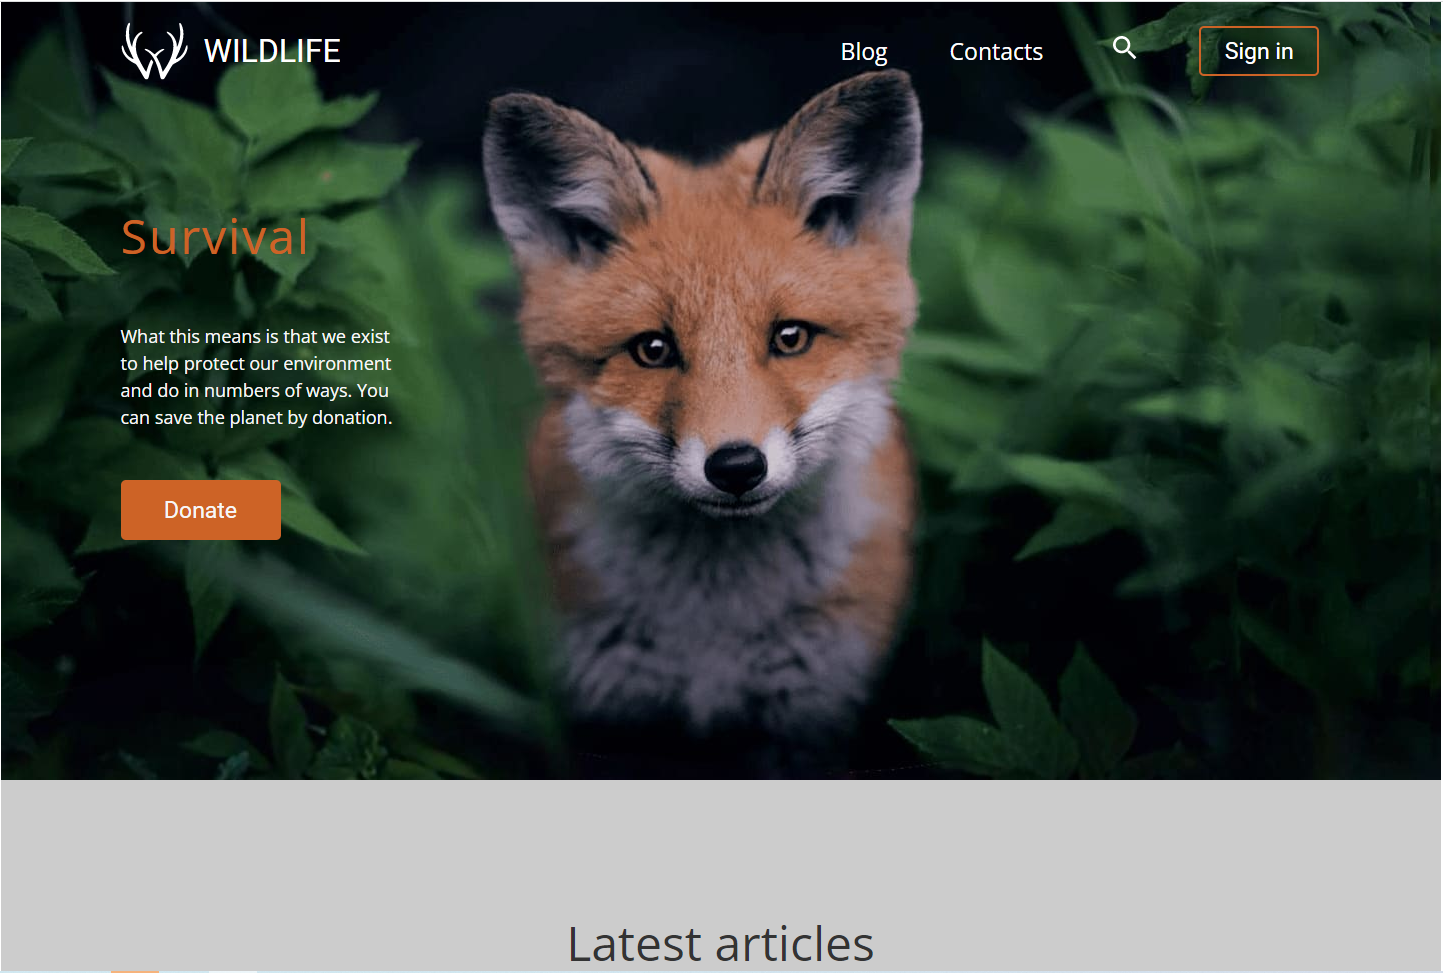 WILDLIFE
Blog
Contacts
Sign in
Survival
What this means is that we exist
to help protect our environment
and do in numbers of ways. You
can save the planet by donation.
Donate
Latest articles